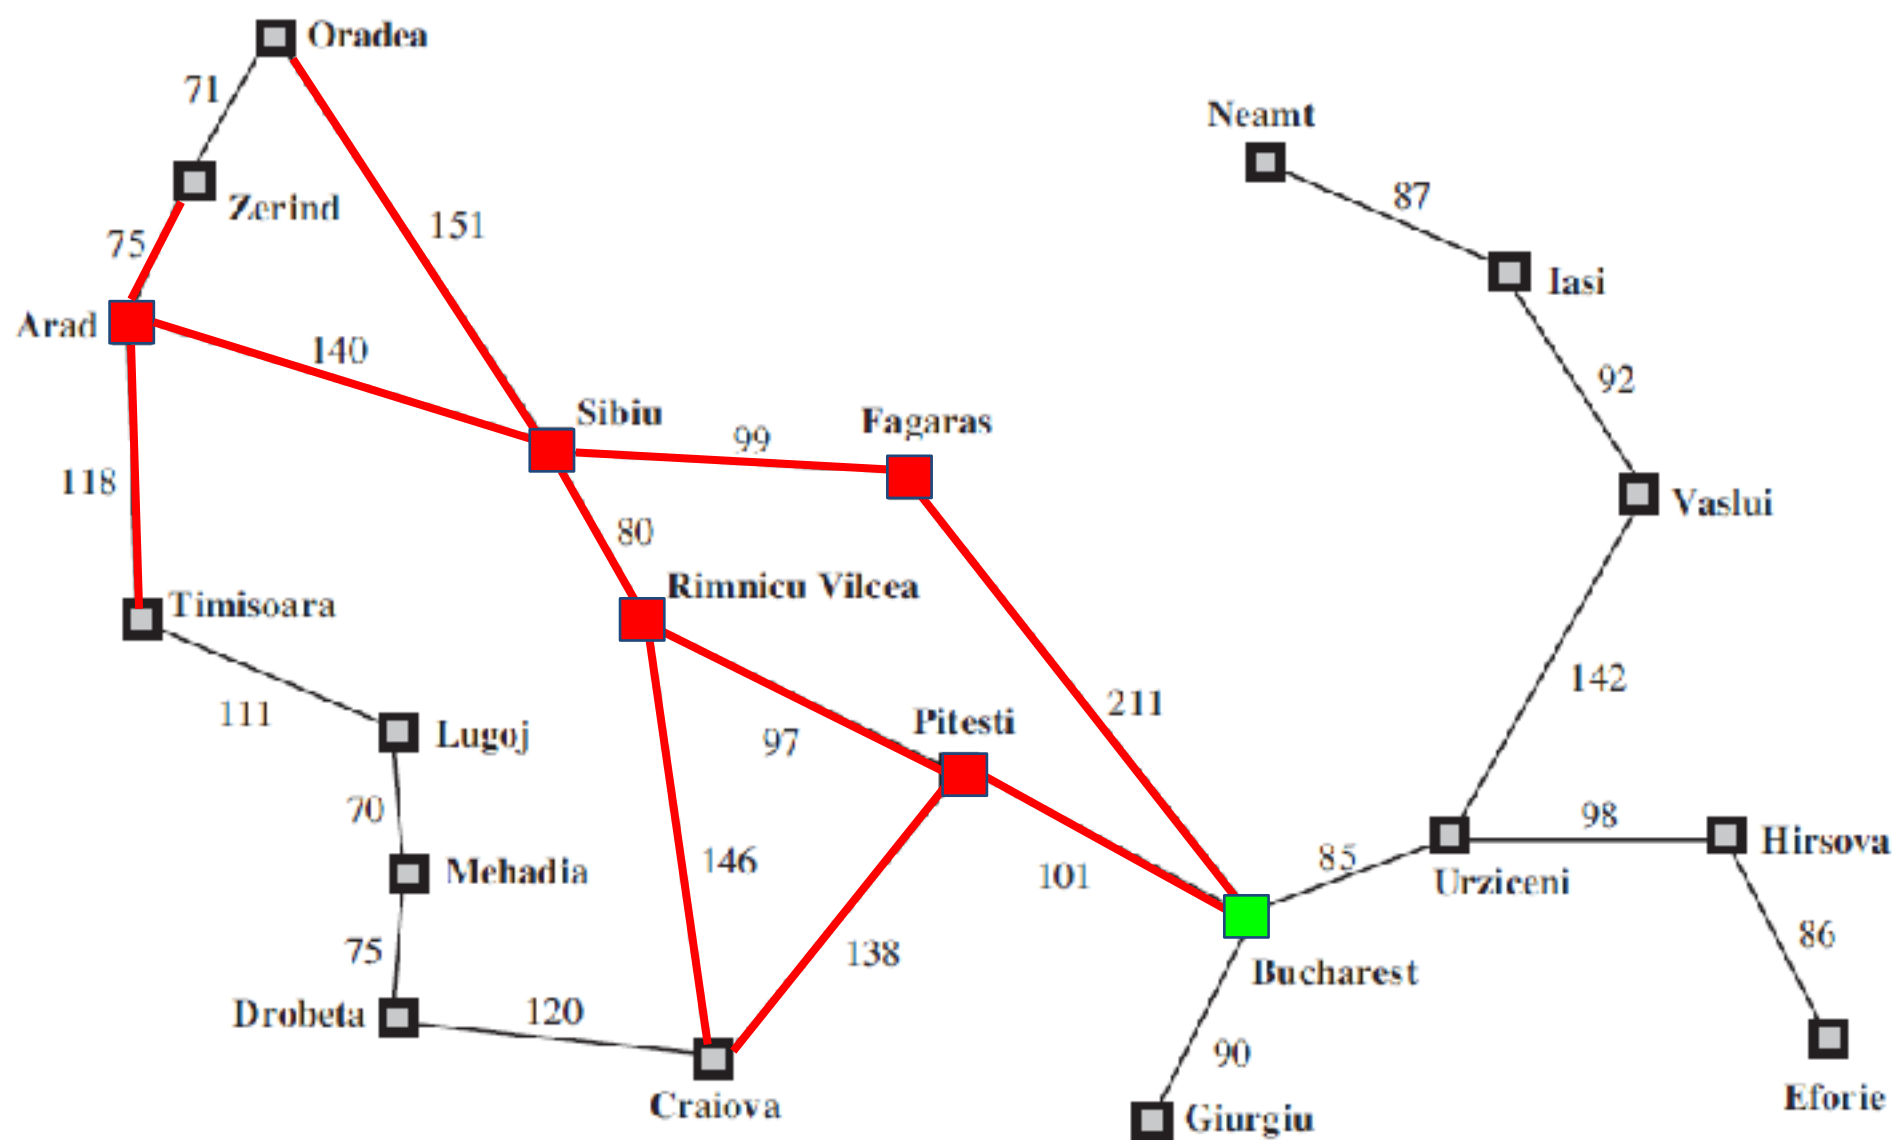 Oradea
71
Neamt
87
Zerind
151
75
Iasi
Arad
140
92
Sibiu
Fagaras
99
118
Vaslui
80
Rimnicu Vilcea
Timisoara
142
211
111
Lugoj
Pitesti
97
70
98
Hirsova
85
146
101
Mehadia
Urziceni
86
75
138
Bucharest
Drobeta
120
90
Eforie
Craiova
Giurgiu